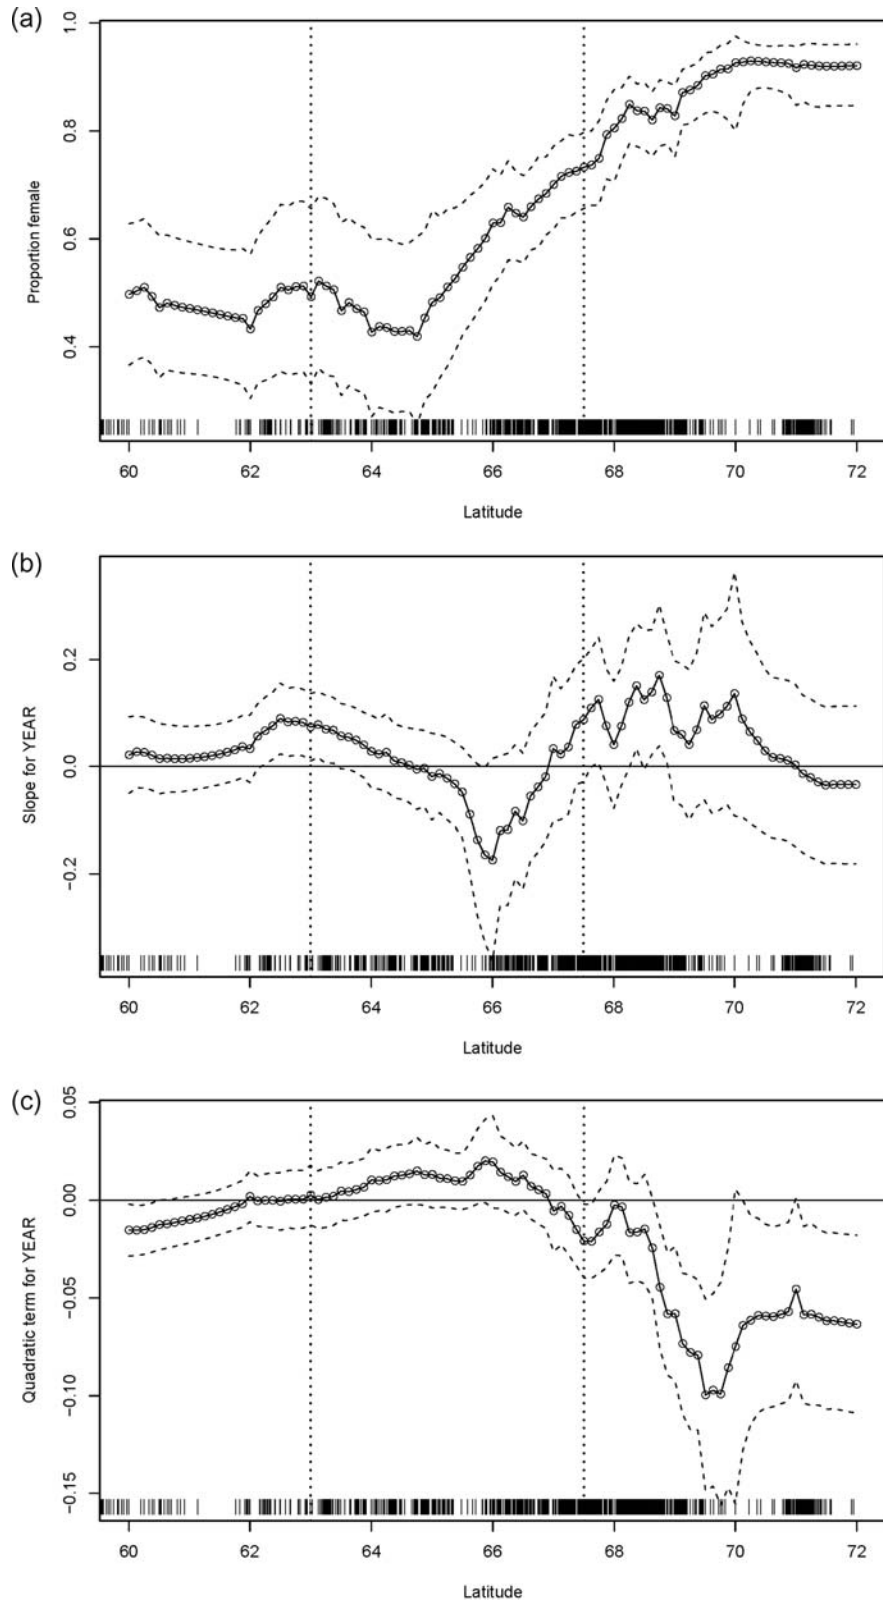 (a)
1.0
0.8
0.6
0.4
Proportion female
60 62 64 66 68 70 72
Latitude
(b)
0.2
0.0
−0.2
Slope for YEAR
60 62 64 66 68 70 72
Latitude
(c)
0.05
0.00
−0.05
−0.10
−0.15
Quadratic term for YEAR
60 62 64 66 68 70 72
Latitude